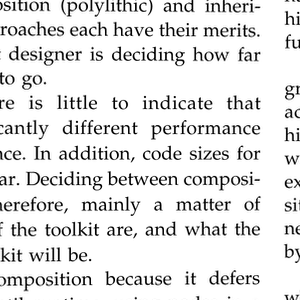 sition (polylithic) and inheri-
roaches each have their merits.
designer is deciding how far
to go.
re is little to indicate that
cantly different performance
nce. In addition, code sizes for
ar. Deciding between composi-
herefore, mainly a matter of
f the toolkit are, and what the
kit will be.
omposition because it defers
hi
fu
gr
ac
hi
w
ex
si
ne
by